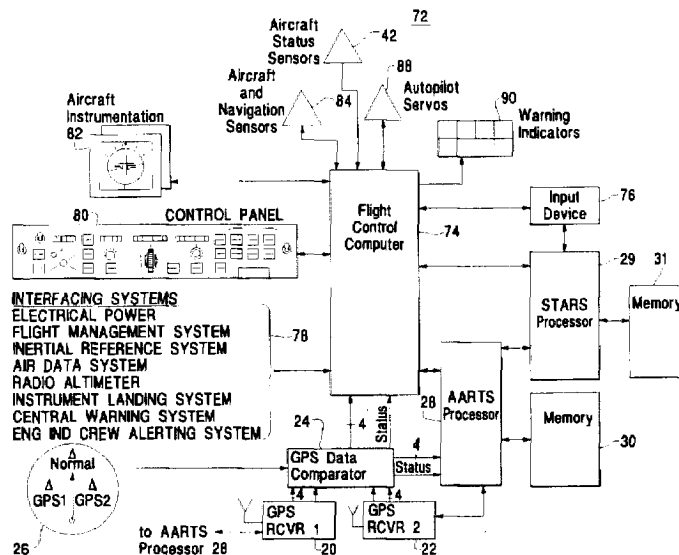 72
Aircraft
Status
Sensors
42
Aircraft
and
Navigation
Sensors
84
88
Autopilot
Servos
90
Warning
Indicators
Aircraft
Instrumentation
82
80
CONTROL PANEL
Flight
Control
Computer
74
Input
Device
76
29
31
STARS
Processor
Memory
INTERFACING SYSTEMS
ELECTRICAL POWER
FLIGHT MANAGEMENT SYSTEM
INERTIAL REFERENCE SYSTEM
AIR DATA SYSTEM
RADIO ALTIMETER
INSTRUMENT LANDING SYSTEM
CENTRAL WARNING SYSTEM
ENG IND CREW ALERTING SYSTEM
78
28
AARTS
Processor
Memory
30
24
4
Status
GPS Data
Comparator
4
Status
Normal
GPS1 GPS2
26
4
4
GPS
RCVR 1
20
GPS
RCVR 2
22
to AARTS
Processor 28